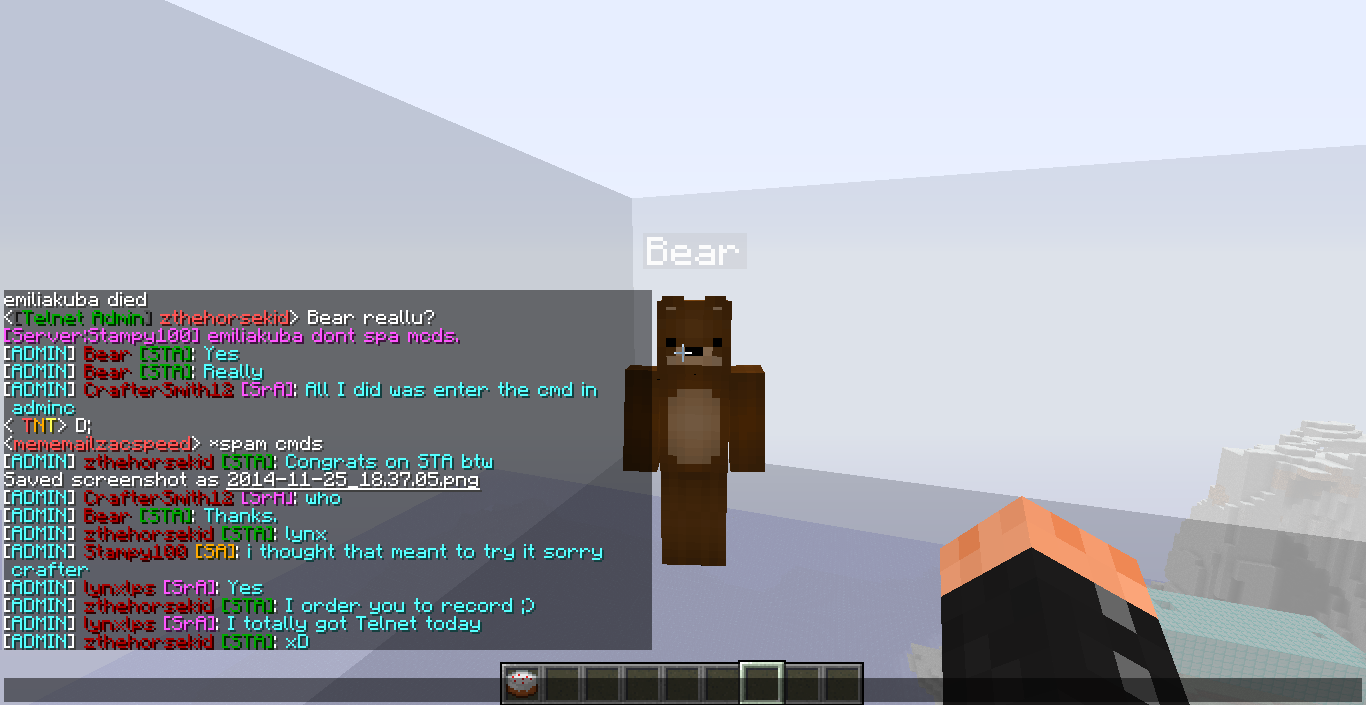 Bear
emiliakuba died
<[Telnet Admin] zthehorsekid> Bear reallu?
[Server:Stampy100] emiliakuba dont spa mcds.
[ADMIN] Bear [STA]: Yes
[ADMIN] Bear [STA]: Really
[ADMIN] CrafterSmith12 [SrA]: All I did was enter the cmd in
adminc
< TNT> D;
<mememailzacspeed> *spam cmds
[ADMIN] zthehorsekid [STA]: Congrats on STA btw
Saved screenshot as 2014-11-25_18.37.05.png
[ADMIN] CrafterSmith12 [SrA]: who
[ADMIN] Bear [STA]: Thanks.
[ADMIN] zthehorsekid [STA]: lynx
[ADMIN] Stampy100 [SA]: i thought that meant to try it sorry
crafter
[ADMIN] lynxlps [SrA]: Yes
[ADMIN] zthehorsekid [STA]: I order you to record ;)
[ADMIN] lynxlps [SrA]: I totally got Telnet today
[ADMIN] zthehorsekid [STA]: xD